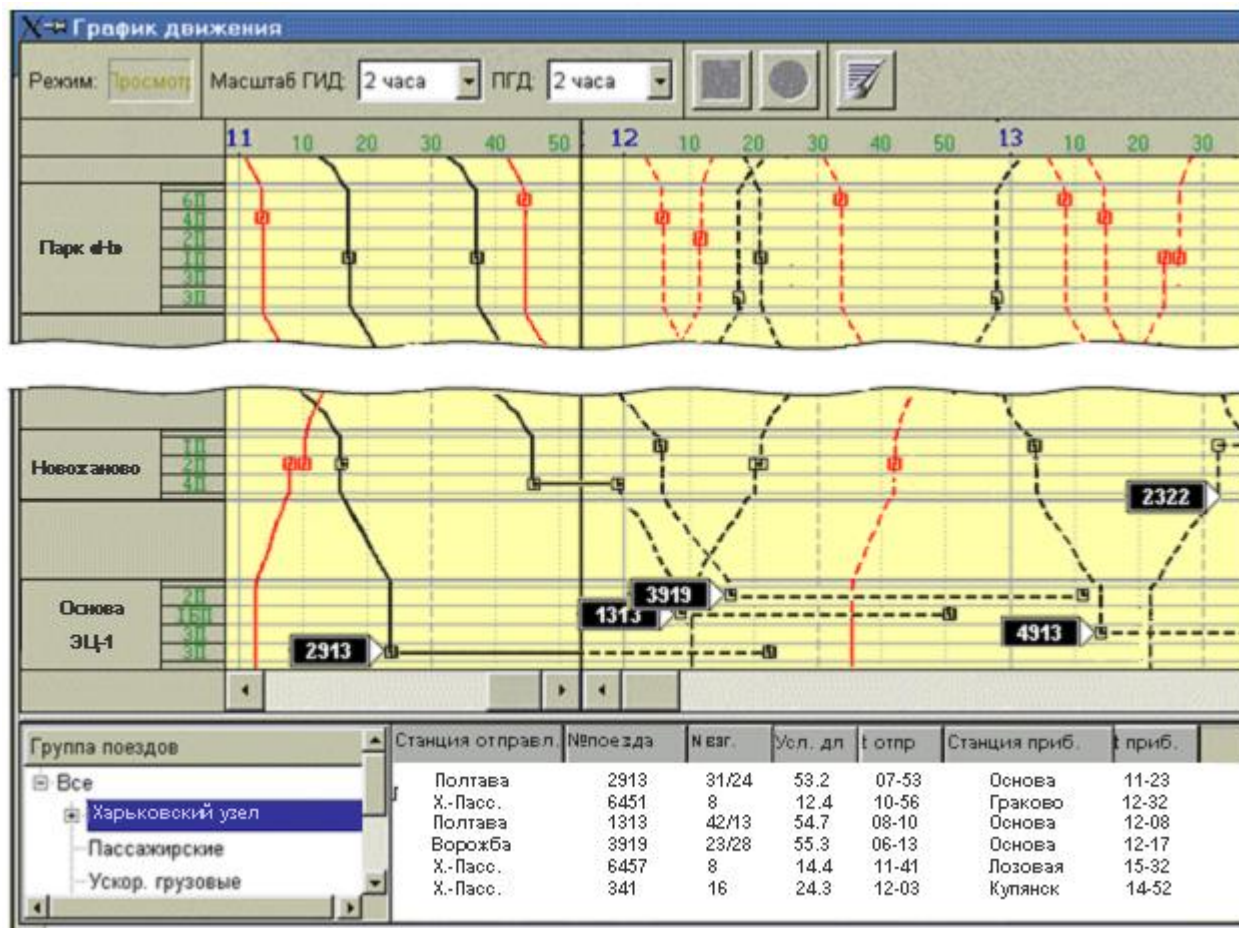 График движения
Режим: Просмотр Масштаб ГИД: 2 часа ПГД: 2 часа
11 10 20 30 40 50 12 10 20 30 40 50 13 10 20 30
6П
4П
2П
Парк «Н» 1П
3П
3П
1П
Новожаново 2П
4П
2322
2П 3919
Основа 1БП 1313
ЭЦ-1 3П 4913
3П 2913
Группа поездов Станция отправл. №поезда N ваг. Усл. дл t отпр Станция приб. t приб.
Все Полтава 2913 31/24 53.2 07-53 Основа 11-23
Харьковский узел Х.-Пасс. 6451 8 12.4 10-56 Граково 12-32
Полтава 1313 42/13 54.7 08-10 Основа 12-08
Пассажирские Ворожба 3919 23/28 55.3 06-13 Основа 12-17
Х.-Пасс. 6457 8 14.4 11-41 Лозовая 15-32
Ускор. грузовые Х.-Пасс. 341 16 24.3 12-03 Купянск 14-52